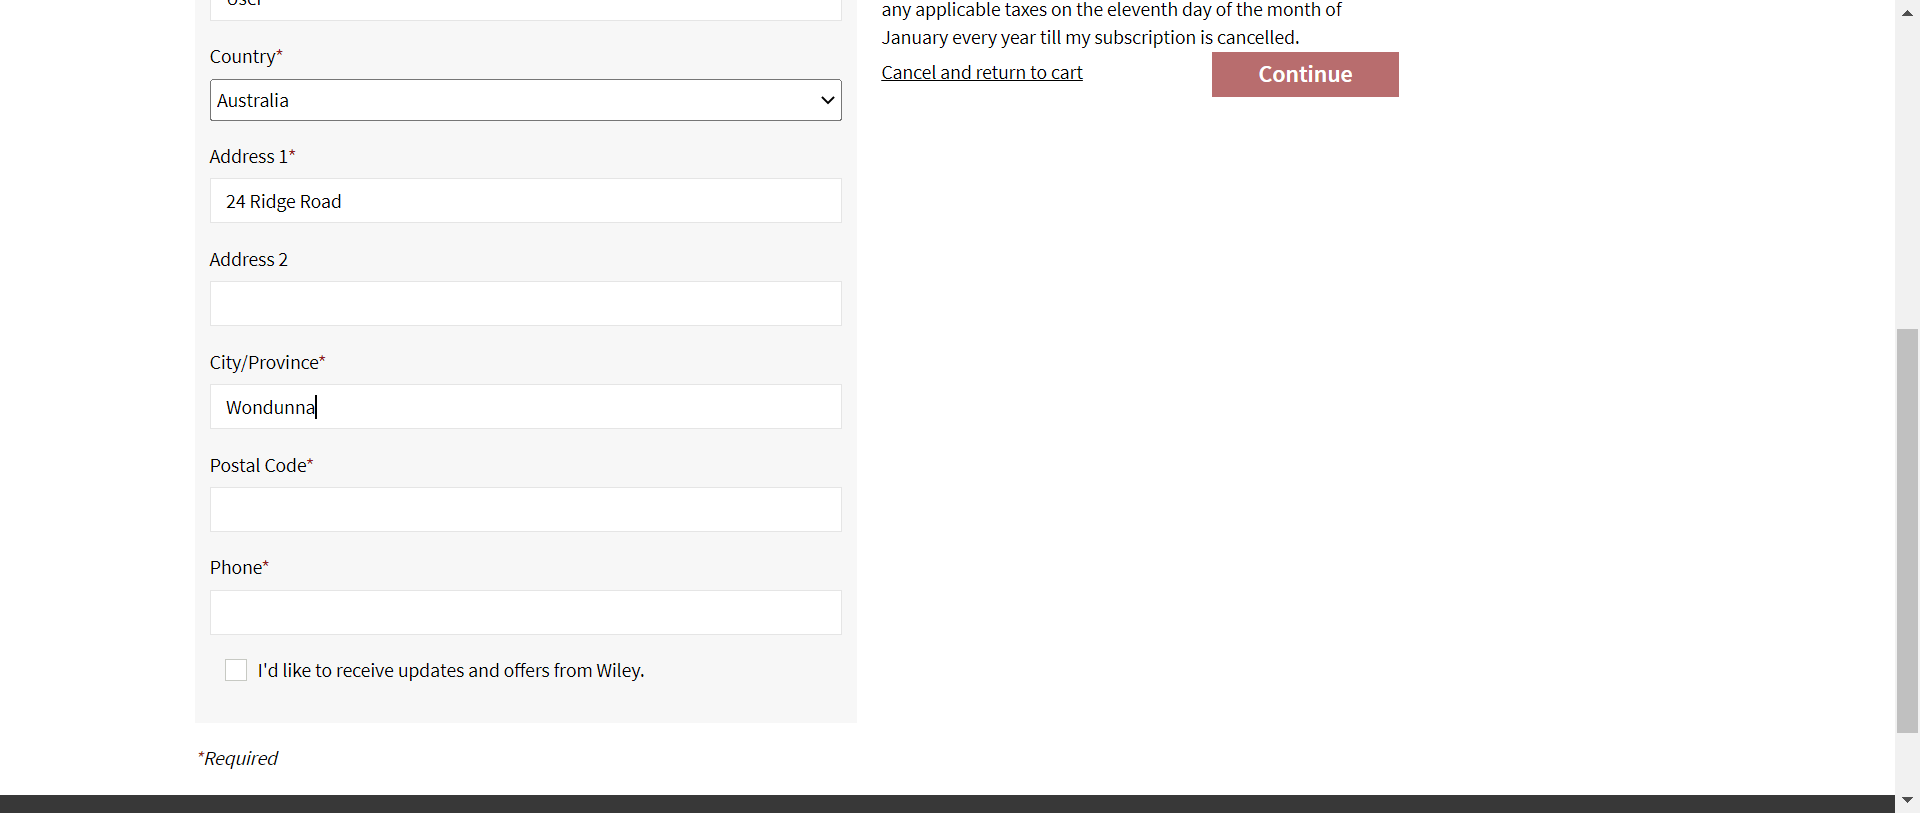 User
Country*
Australia
Address 1*
24 Ridge Road
Address 2
City/Province*
Wondunna
Postal Code*
Phone*
I'd like to receive updates and offers from Wiley.
*Required
any applicable taxes on the eleventh day of the month of
January every year till my subscription is cancelled.
Cancel and return to cart
Continue